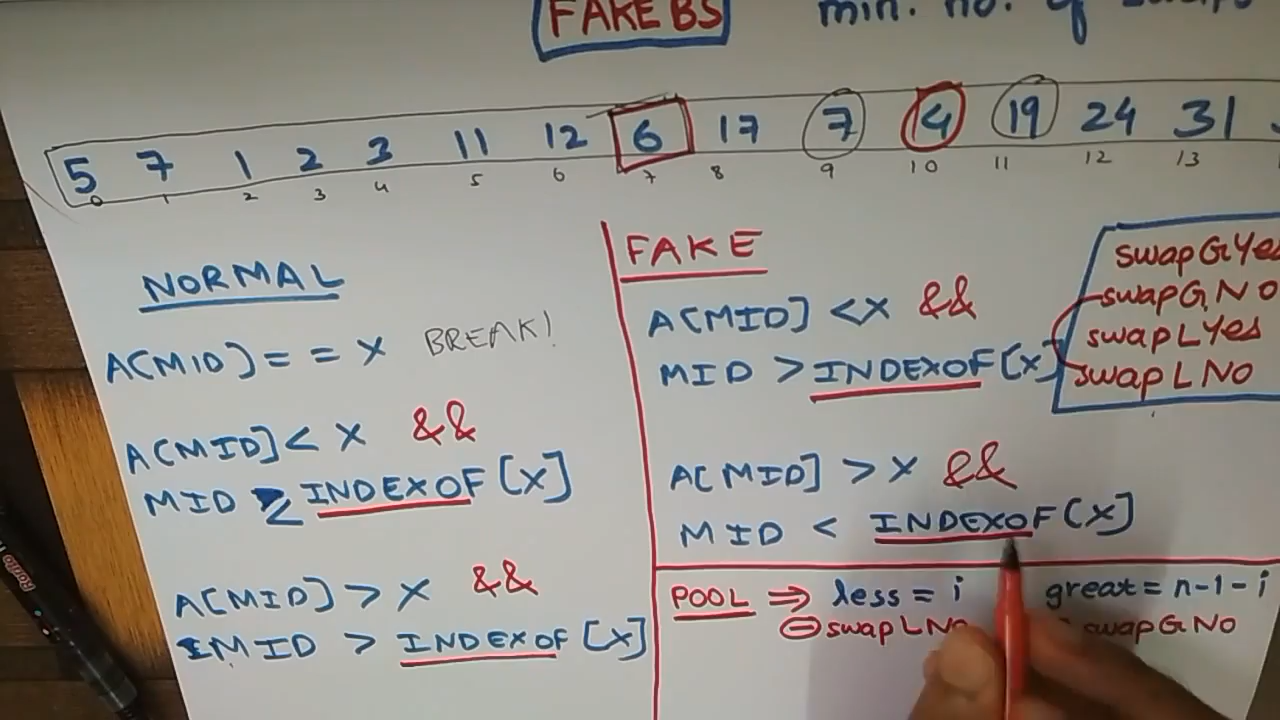 FAKE BS
min. no. of swaps
5 7 1 2 3 11 12 6 17 7 14 19 24 31
0 1 2 3 4 5 6 7 8 9 10 11 12 13
NORMAL
A[MID] == X BREAK!
A[MID] < X &&
MID < INDEXOF[X]
A[MID] > X &&
MID > INDEXOF[X]
FAKE
A[MID] < X &&
MID > INDEXOF[X]
A[MID] > X &&
MID < INDEXOF[X]
swapGYes
swapGNO
swapLYes
swapLNO
POOL ⇒ less = i great = n-1-i
swapLNo swapGNO